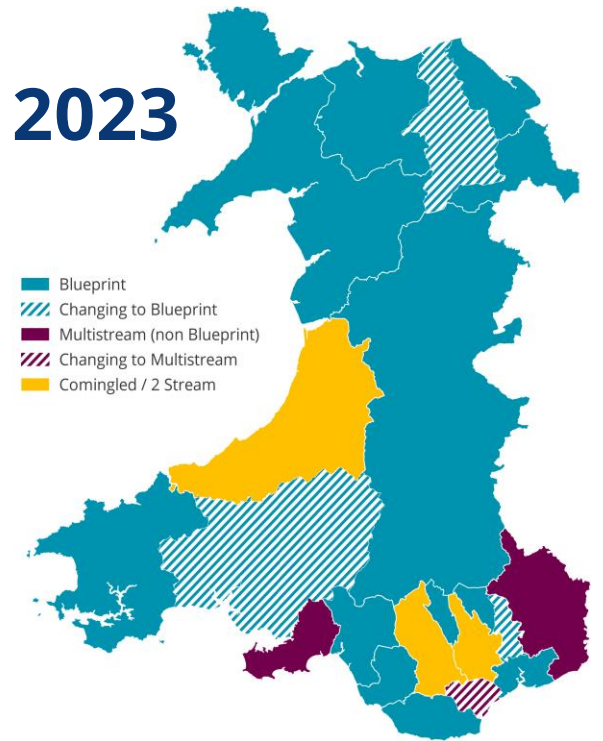 2023
Blueprint
Changing to Blueprint
Multistream (non Blueprint)
Changing to Multistream
Comingled / 2 Stream